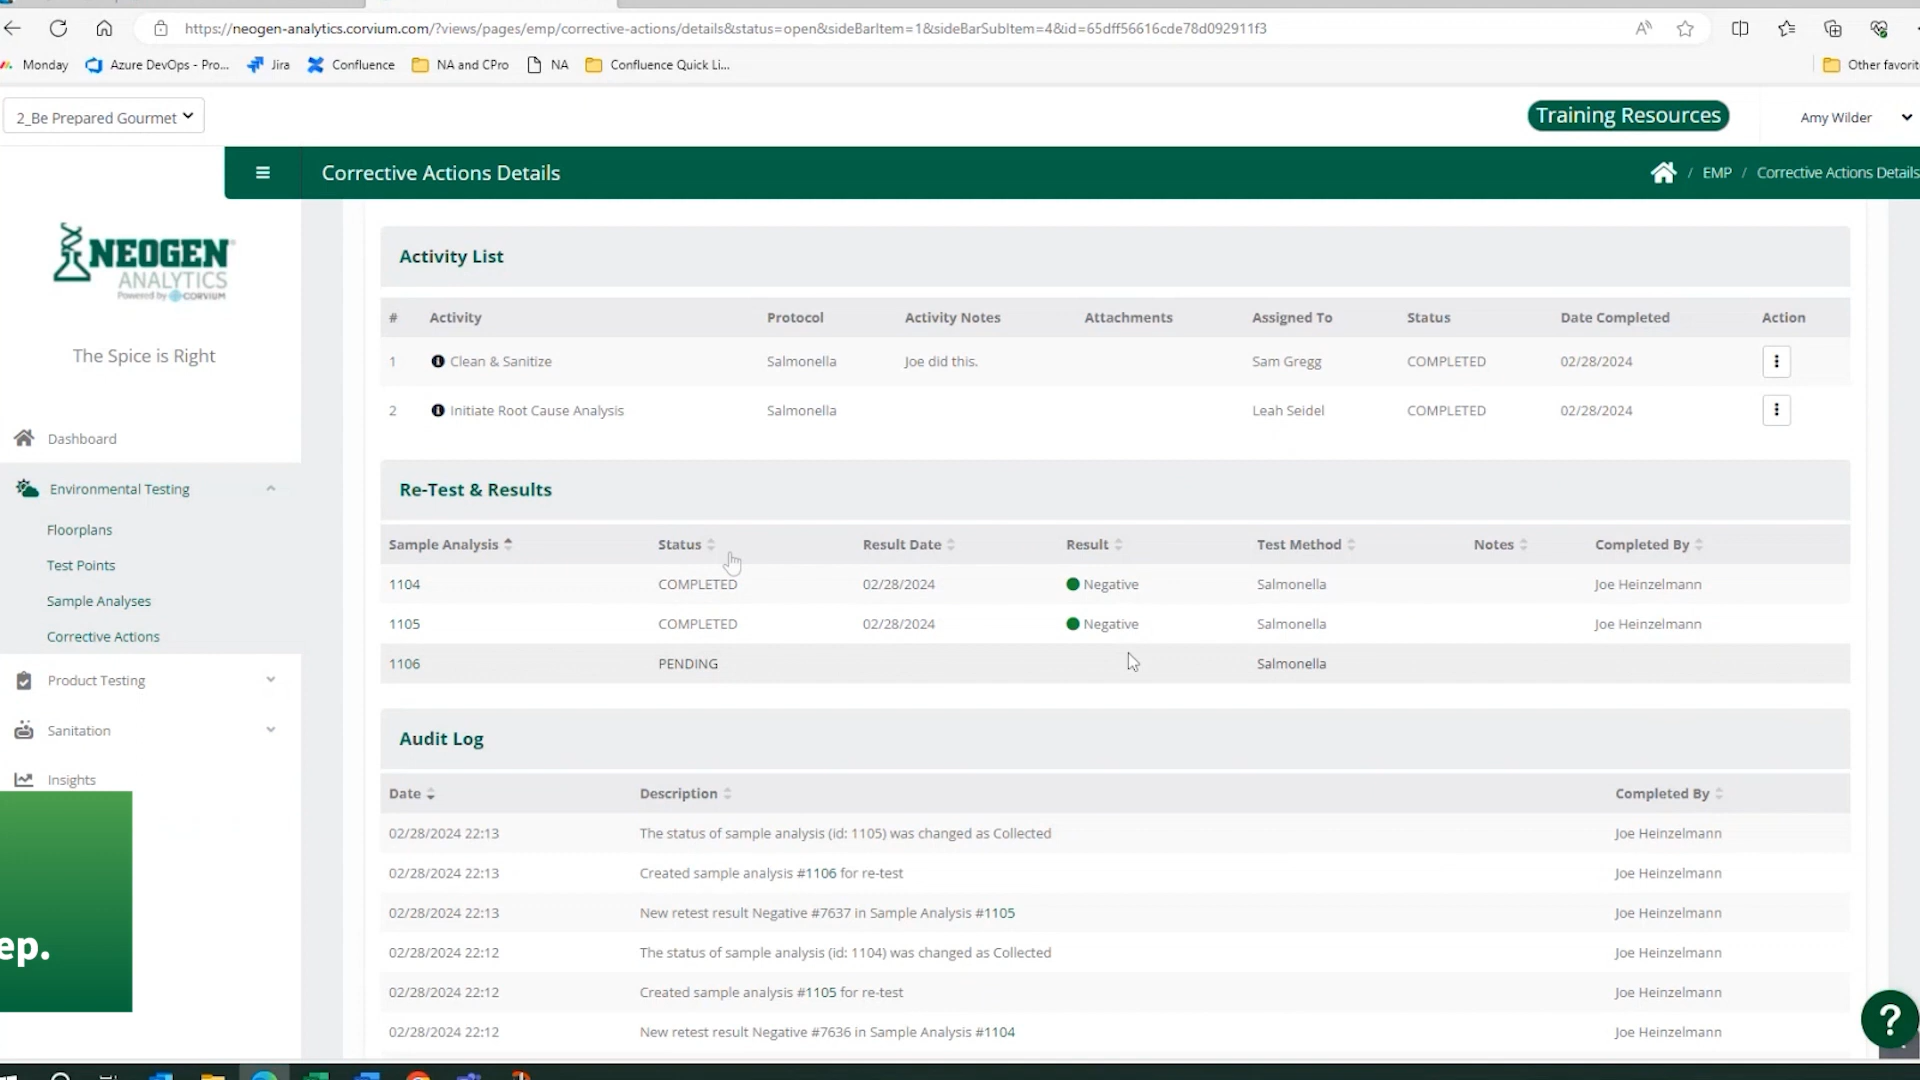 https://neogen-analytics.corvium.com/?views/pages/emp/corrective-actions/details&status=open&sideBarItem=1&sideBarSubItem=4&id=65dff56616cde78d092911f3
Monday
Azure DevOps - Pro...
Jira
Confluence
NA and CPro
NA
Confluence Quick Li...
Other favorit
2_Be Prepared Gourmet
Training Resources
Amy Wilder
Corrective Actions Details
/ EMP / Corrective Actions Details
NEOGEN
ANALYTICS
Powered by CORVIUM
The Spice is Right
Dashboard
Environmental Testing
Floorplans
Test Points
Sample Analyses
Corrective Actions
Product Testing
Sanitation
Insights
ep.
Activity List
# Activity Protocol Activity Notes Attachments Assigned To Status Date Completed Action
1 Clean & Sanitize Salmonella Joe did this. Sam Gregg COMPLETED 02/28/2024
2 Initiate Root Cause Analysis Salmonella Leah Seidel COMPLETED 02/28/2024
Re-Test & Results
Sample Analysis Status Result Date Result Test Method Notes Completed By
1104 COMPLETED 02/28/2024 Negative Salmonella Joe Heinzelmann
1105 COMPLETED 02/28/2024 Negative Salmonella Joe Heinzelmann
1106 PENDING Salmonella
Audit Log
Date Description Completed By
02/28/2024 22:13 The status of sample analysis (id: 1105) was changed as Collected Joe Heinzelmann
02/28/2024 22:13 Created sample analysis #1106 for re-test Joe Heinzelmann
02/28/2024 22:13 New retest result Negative #7637 in Sample Analysis #1105 Joe Heinzelmann
02/28/2024 22:12 The status of sample analysis (id: 1104) was changed as Collected Joe Heinzelmann
02/28/2024 22:12 Created sample analysis #1105 for re-test Joe Heinzelmann
02/28/2024 22:12 New retest result Negative #7636 in Sample Analysis #1104 Joe Heinzelmann
?